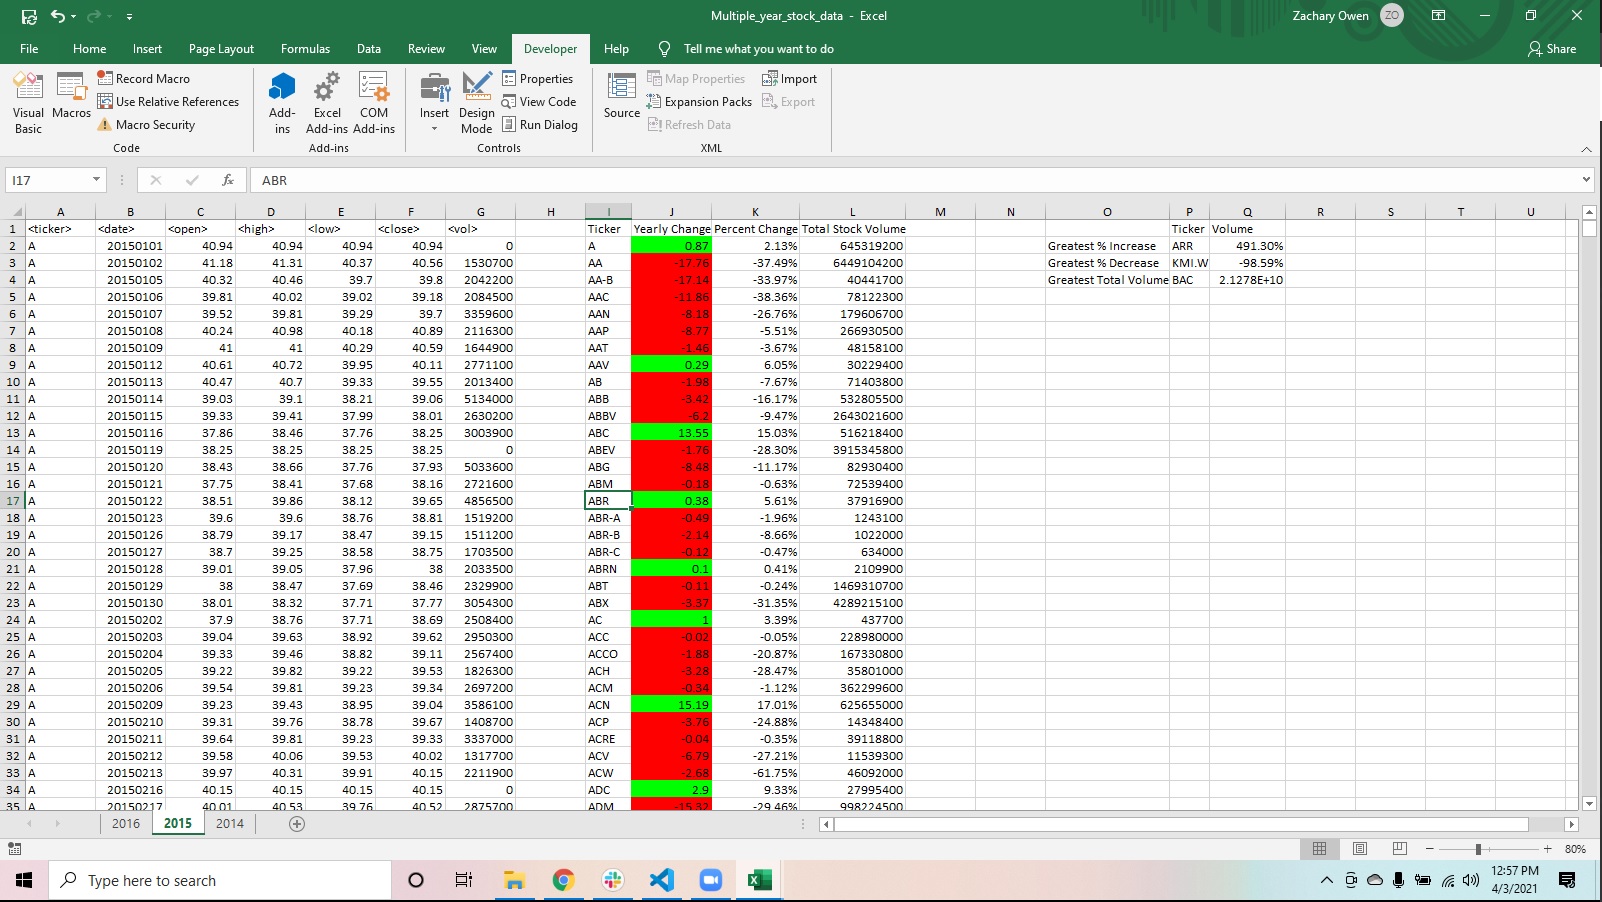 Multiple_year_stock_data - Excel
Zachary Owen ZO
File Home Insert Page Layout Formulas Data Review View Developer Help Tell me what you want to do Share
Visual Basic
Macros
Record Macro
Use Relative References
Macro Security
Code
Add-ins
Excel Add-ins
COM Add-ins
Add-ins
Insert
Design Mode
Properties
View Code
Run Dialog
Controls
Source
Map Properties
Expansion Packs
Refresh Data
Import
Export
XML
I17 fx ABR
A B C D E F G H I J K L M N O P Q R S T U
1 <ticker> <date> <open> <high> <low> <close> <vol> Ticker Yearly Change Percent Change Total Stock Volume Ticker Volume
2 A 20150101 40.94 40.94 40.94 40.94 0 A 0.87 2.13% 645319200 Greatest % Increase ARR 491.30%
3 A 20150102 41.18 41.31 40.37 40.56 1530700 AA -17.76 -37.49% 6449104200 Greatest % Decrease KMI.W -98.59%
4 A 20150105 40.32 40.46 39.7 39.8 2042200 AA-B -17.14 -33.97% 40441700 Greatest Total Volume BAC 2.1278E+10
5 A 20150106 39.81 40.02 39.02 39.18 2084500 AAC -11.86 -38.36% 78122300
6 A 20150107 39.52 39.81 39.29 39.7 3359600 AAN -8.18 -26.76% 179606700
7 A 20150108 40.24 40.98 40.18 40.89 2116300 AAP -8.77 -5.51% 266930500
8 A 20150109 41 41 40.29 40.59 1644900 AAT -1.46 -3.67% 48158100
9 A 20150112 40.61 40.72 39.95 40.11 2771100 AAV 0.29 6.05% 30229400
10 A 20150113 40.47 40.7 39.33 39.55 2013400 AB -1.98 -7.67% 71403800
11 A 20150114 39.03 39.1 38.21 39.06 5134000 ABB -3.42 -16.17% 532805500
12 A 20150115 39.33 39.41 37.99 38.01 2630200 ABBV -6.2 -9.47% 2643021600
13 A 20150116 37.86 38.46 37.76 38.25 3003900 ABC 13.55 15.03% 516218400
14 A 20150119 38.25 38.25 38.25 38.25 0 ABEV -1.76 -28.30% 3915345800
15 A 20150120 38.43 38.66 37.76 37.93 5033600 ABG -8.48 -11.17% 82930400
16 A 20150121 37.75 38.41 37.68 38.16 2721600 ABM -0.18 -0.63% 72539400
17 A 20150122 38.51 39.86 38.12 39.65 4856500 ABR 0.38 5.61% 37916900
18 A 20150123 39.6 39.6 38.76 38.81 1519200 ABR-A -0.49 -1.96% 1243100
19 A 20150126 38.79 39.17 38.47 39.15 1511200 ABR-B -2.14 -8.66% 1022000
20 A 20150127 38.7 39.25 38.58 38.75 1703500 ABR-C -0.12 -0.47% 634000
21 A 20150128 39.01 39.05 37.96 38 2033500 ABRN 0.1 0.41% 2109900
22 A 20150129 38 38.47 37.69 38.46 2329900 ABT -0.11 -0.24% 1469310700
23 A 20150130 38.01 38.32 37.71 37.77 3054300 ABX -3.37 -31.35% 4289215100
24 A 20150202 37.9 38.76 37.71 38.69 2508400 AC 1 3.39% 437700
25 A 20150203 39.04 39.63 38.92 39.62 2950300 ACC -0.02 -0.05% 228980000
26 A 20150204 39.33 39.46 38.82 39.11 2567400 ACCO -1.88 -20.87% 167330800
27 A 20150205 39.22 39.82 39.22 39.53 1826300 ACH -3.28 -28.47% 35801000
28 A 20150206 39.54 39.81 39.23 39.34 2697200 ACM -0.34 -1.12% 362299600
29 A 20150209 39.23 39.43 38.95 39.04 3586100 ACN 15.19 17.01% 625655000
30 A 20150210 39.31 39.76 38.78 39.67 1408700 ACP -3.76 -24.88% 14348400
31 A 20150211 39.64 39.81 39.23 39.33 3337000 ACRE -0.04 -0.35% 39118800
32 A 20150212 39.58 40.06 39.53 40.02 1317700 ACV -6.79 -27.21% 11539300
33 A 20150213 39.97 40.31 39.91 40.15 2211900 ACW -2.68 -61.75% 46092000
34 A 20150216 40.15 40.15 40.15 40.15 0 ADC 2.9 9.33% 27995400
35 A 20150217 40.01 40.53 39.76 40.52 2875700 ADM -15.32 -29.46% 998224500
2016 2015 2014
80%
Type here to search
12:57 PM
4/3/2021